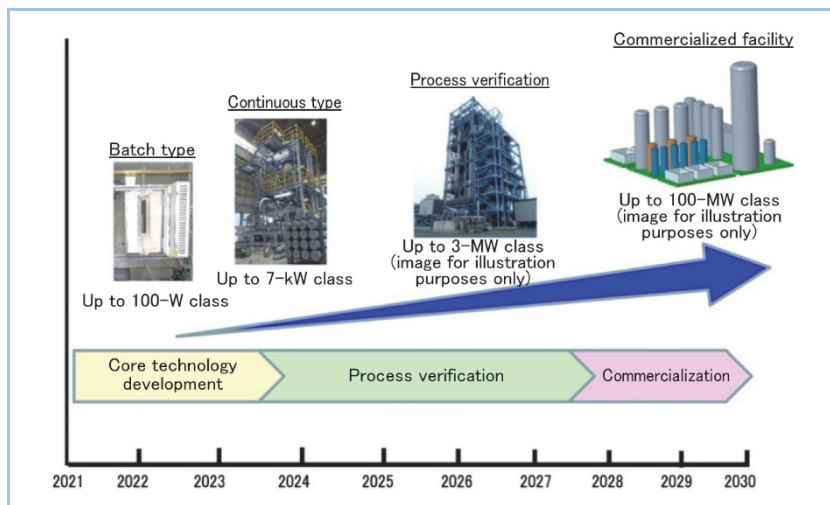 Commercialized facility
Process verification
Continuous type
Batch type
Up to 100-MW class
(image for illustration
purposes only)
Up to 3-MW class
(image for illustration
purposes only)
Up to 7-kW class
Up to 100-W class
Core technology
development
Process verification
Commercialization
2021 2022 2023 2024 2025 2026 2027 2028 2029 2030